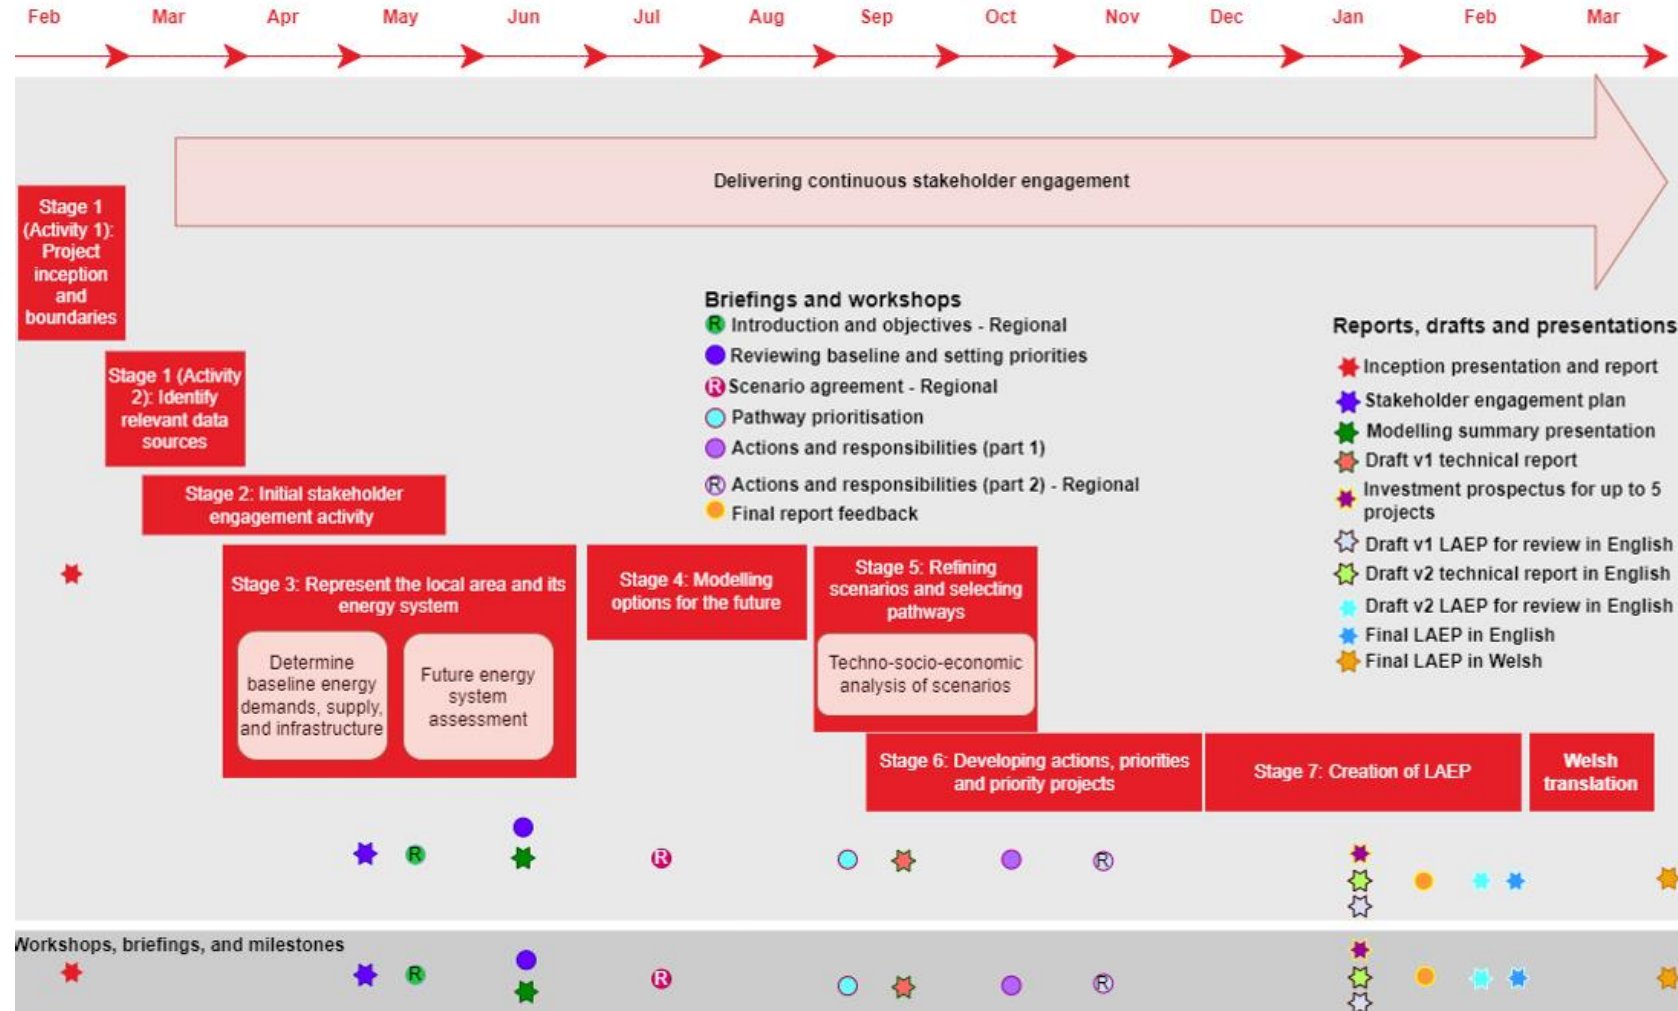 Feb Mar Apr May Jun Jul Aug Sep Oct Nov Dec Jan Feb Mar
Delivering continuous stakeholder engagement
Stage 1
(Activity 1):
Project
inception
and
boundaries
Stage 1 (Activity
2): Identify
relevant data
sources
Stage 2: Initial stakeholder
engagement activity
Stage 3: Represent the local area and its
energy system
Determine
baseline energy
demands, supply,
and infrastructure
Future energy
system
assessment
Stage 4: Modelling
options for the future
Stage 5: Refining
scenarios and selecting
pathways
Techno-socio-economic
analysis of scenarios
Stage 6: Developing actions, priorities
and priority projects
Stage 7: Creation of LAEP
Welsh
translation
Briefings and workshops
R Introduction and objectives - Regional
Reviewing baseline and setting priorities
R Scenario agreement - Regional
Pathway prioritisation
Actions and responsibilities (part 1)
R Actions and responsibilities (part 2) - Regional
Final report feedback
Reports, drafts and presentations
Inception presentation and report
Stakeholder engagement plan
Modelling summary presentation
Draft v1 technical report
Investment prospectus for up to 5
projects
Draft v1 LAEP for review in English
Draft v2 technical report in English
Draft v2 LAEP for review in English
Final LAEP in English
Final LAEP in Welsh
R R R
Workshops, briefings, and milestones
R R R